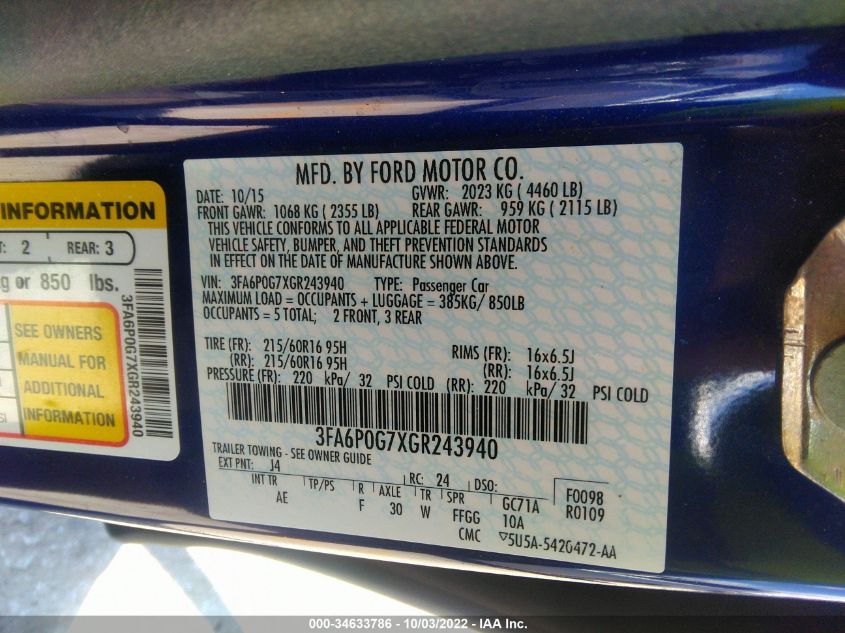 INFORMATION
2
REAR: 3
or 850 lbs.
SEE OWNERS
MANUAL FOR
ADDITIONAL
INFORMATION
3FA6P0G7XGR243940
MFD. BY FORD MOTOR CO.
DATE: 10/15 GVWR: 2023 KG ( 4460 LB)
FRONT GAWR: 1068 KG ( 2355 LB) REAR GAWR: 959 KG ( 2115 LB)
THIS VEHICLE CONFORMS TO ALL APPLICABLE FEDERAL MOTOR
VEHICLE SAFETY, BUMPER, AND THEFT PREVENTION STANDARDS
IN EFFECT ON THE DATE OF MANUFACTURE SHOWN ABOVE.
VIN: 3FA6P0G7XGR243940 TYPE: Passenger Car
MAXIMUM LOAD = OCCUPANTS + LUGGAGE = 385KG/ 850LB
OCCUPANTS = 5 TOTAL; 2 FRONT, 3 REAR
TIRE (FR): 215/60R16 95H RIMS (FR): 16x6.5J
(RR): 215/60R16 95H (RR): 16x6.5J
PRESSURE (FR): 220 kPa/ 32 PSI COLD (RR): 220 kPa/ 32 PSI COLD
3FA6P0G7XGR243940
TRAILER TOWING - SEE OWNER GUIDE
EXT PNT: J4 RC: 24 DSO:
INT TR TP/PS R AXLE TR SPR GC71A F0098
AE F 30 W FFGG 10A R0109
CMC ▽5U5A-5420472-AA
000-34633786 - 10/03/2022 - IAA Inc.